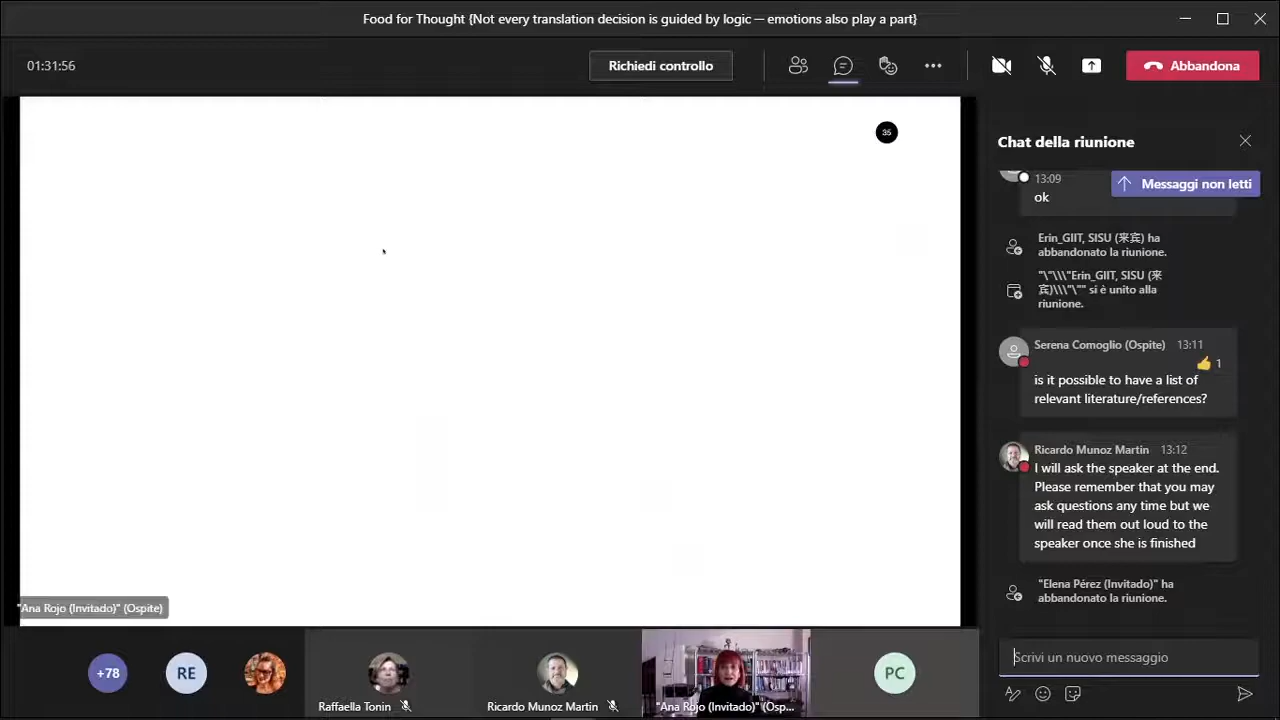 Food for Thought {Not every translation decision is guided by logic — emotions also play a part}
01:31:56
Richiedi controllo
Abbandona
35
Chat della riunione
13:09
Messaggi non letti
ok
Erin_GIIT, SISU (来宾) ha
abbandonato la riunione.
"\"\\\"Erin_GIIT, SISU (来
宾)\\\"\"" si è unito alla
riunione.
Serena Comoglio (Ospite) 13:11
👍 1
is it possible to have a list of
relevant literature/references?
Ricardo Munoz Martin 13:12
I will ask the speaker at the end.
Please remember that you may
ask questions any time but we
will read them out loud to the
speaker once she is finished
"Elena Pérez (Invitado)" ha
abbandonato la riunione.
"Ana Rojo (Invitado)" (Ospite)
Scrivi un nuovo messaggio
+78
RE
PC
Raffaella Tonin
Ricardo Munoz Martin
"Ana Rojo (Invitado)" (Osp...